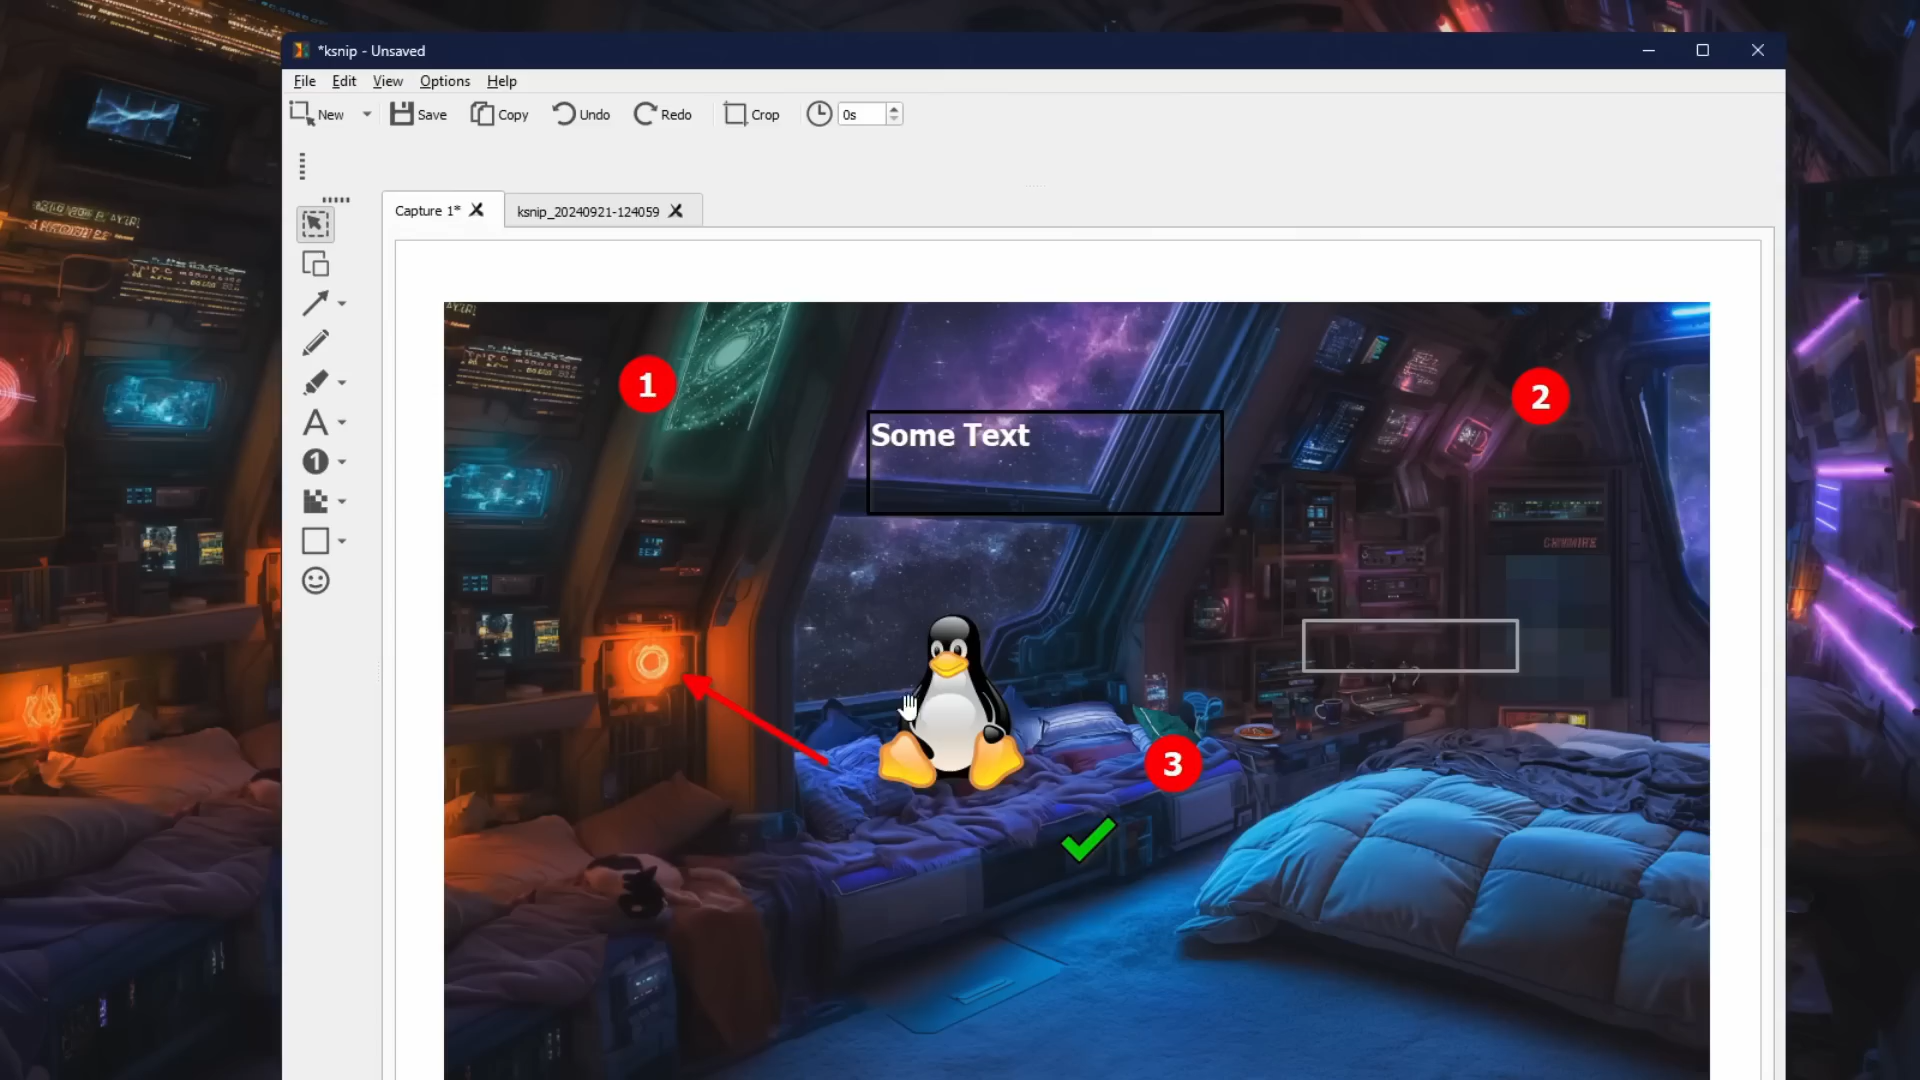 *ksnip - Unsaved
File Edit View Options Help
New Save Copy Undo Redo Crop 0s
Capture 1* ksnip_20240921-124059
1
2
Some Text
A
1
3